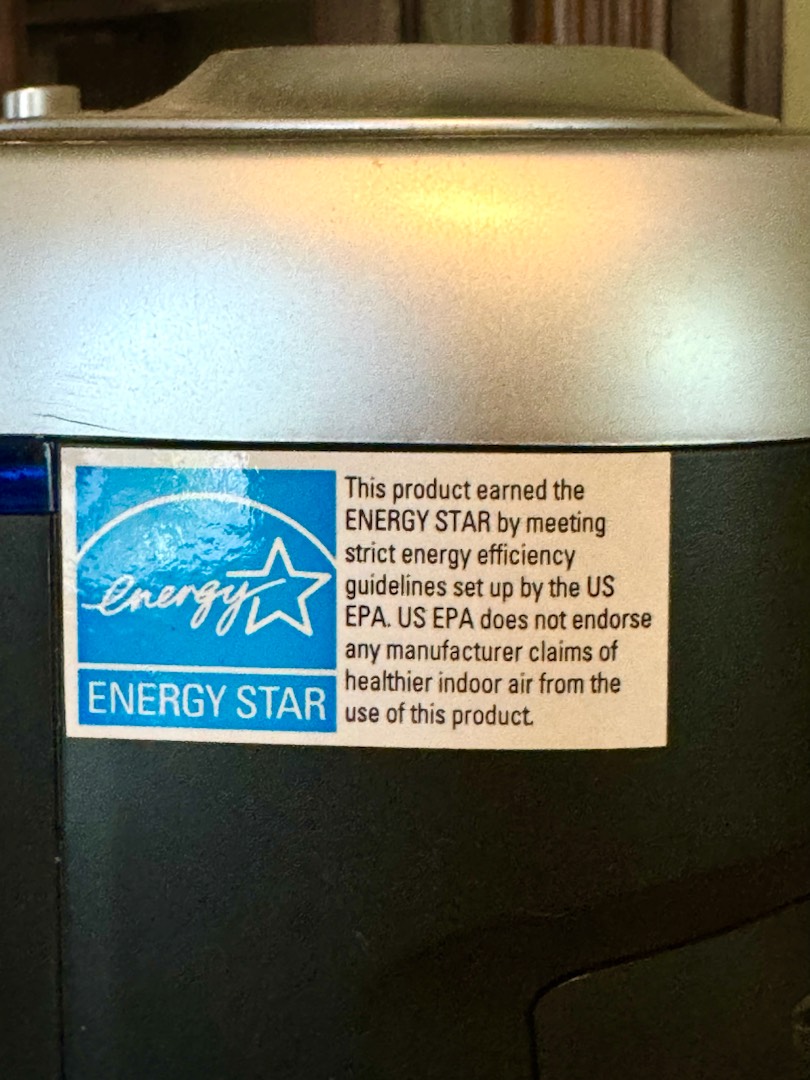 energy
ENERGY STAR
This product earned the
ENERGY STAR by meeting
strict energy efficiency
guidelines set up by the US
EPA. US EPA does not endorse
any manufacturer claims of
healthier indoor air from the
use of this product.